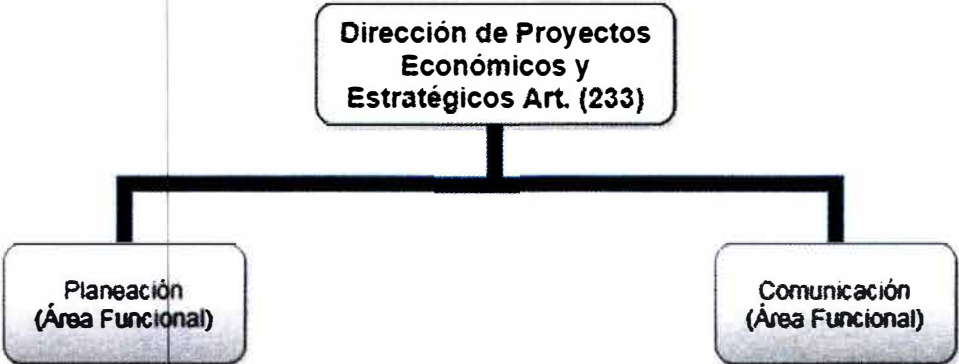 Dirección de Proyectos
Económicos y
Estratégicos Art. (233)
Planeación
(Área Funcional)
Comunicación
(Área Funcional)